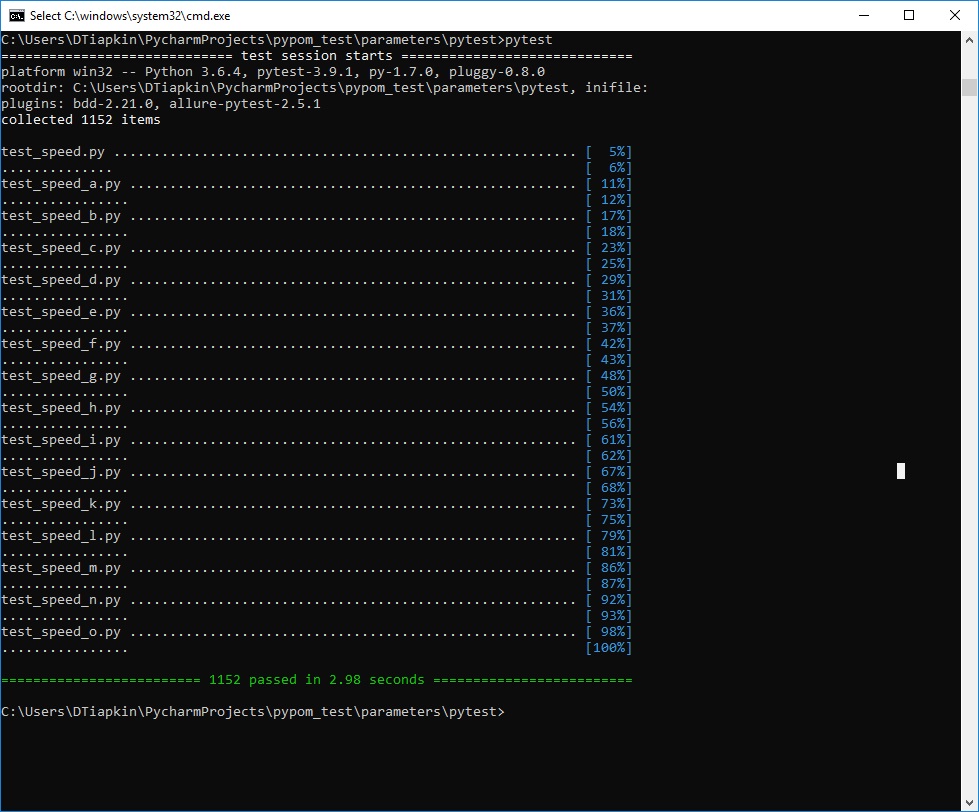 Select C:\windows\system32\cmd.exe
C:\Users\DTiapkin\PycharmProjects\pypom_test\parameters\pytest>pytest
============================= test session starts =============================
platform win32 -- Python 3.6.4, pytest-3.9.1, py-1.7.0, pluggy-0.8.0
rootdir: C:\Users\DTiapkin\PycharmProjects\pypom_test\parameters\pytest, inifile:
plugins: bdd-2.21.0, allure-pytest-2.5.1
collected 1152 items
test_speed.py .......................................................... [  5%]
..............                                                           [  6%]
test_speed_a.py ........................................................ [ 11%]
................                                                         [ 12%]
test_speed_b.py ........................................................ [ 17%]
................                                                         [ 18%]
test_speed_c.py ........................................................ [ 23%]
................                                                         [ 25%]
test_speed_d.py ........................................................ [ 29%]
................                                                         [ 31%]
test_speed_e.py ........................................................ [ 36%]
................                                                         [ 37%]
test_speed_f.py ........................................................ [ 42%]
................                                                         [ 43%]
test_speed_g.py ........................................................ [ 48%]
................                                                         [ 50%]
test_speed_h.py ........................................................ [ 54%]
................                                                         [ 56%]
test_speed_i.py ........................................................ [ 61%]
................                                                         [ 62%]
test_speed_j.py ........................................................ [ 67%]
................                                                         [ 68%]
test_speed_k.py ........................................................ [ 73%]
................                                                         [ 75%]
test_speed_l.py ........................................................ [ 79%]
................                                                         [ 81%]
test_speed_m.py ........................................................ [ 86%]
................                                                         [ 87%]
test_speed_n.py ........................................................ [ 92%]
................                                                         [ 93%]
test_speed_o.py ........................................................ [ 98%]
................                                                         [100%]
========================= 1152 passed in 2.98 seconds =========================
C:\Users\DTiapkin\PycharmProjects\pypom_test\parameters\pytest>